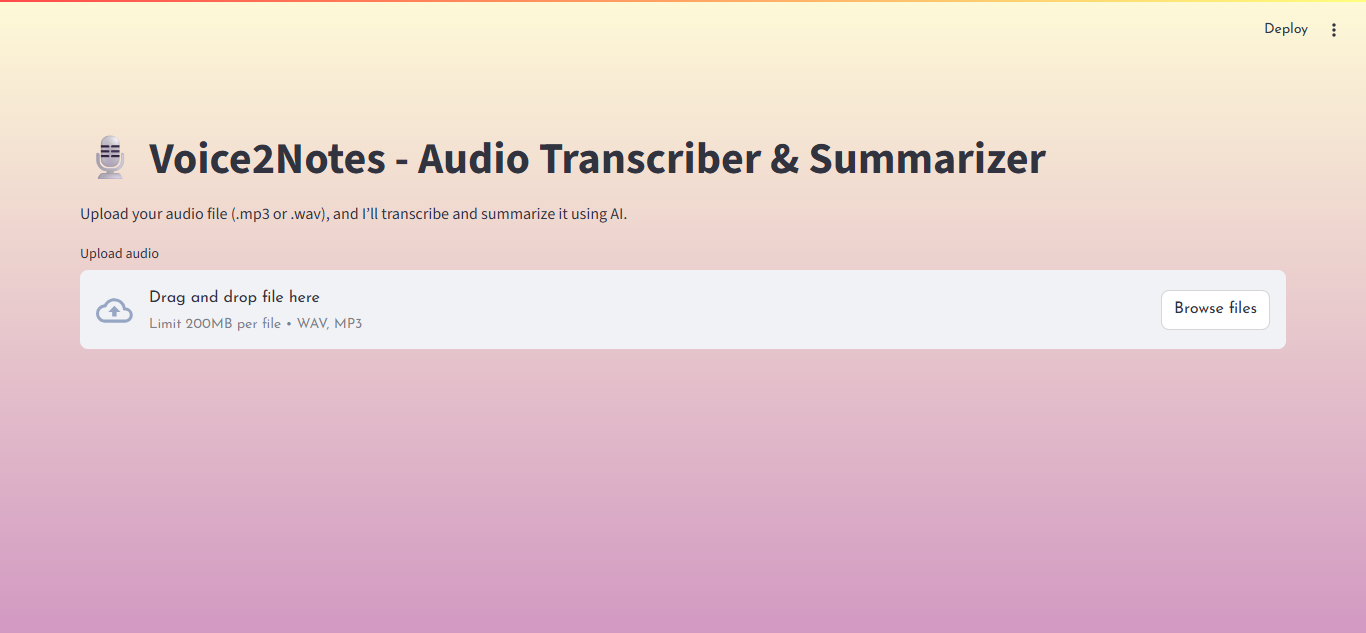 Deploy
Voice2Notes - Audio Transcriber & Summarizer
Upload your audio file (.mp3 or .wav), and I’ll transcribe and summarize it using AI.
Upload audio
Drag and drop file here
Limit 200MB per file • WAV, MP3
Browse files